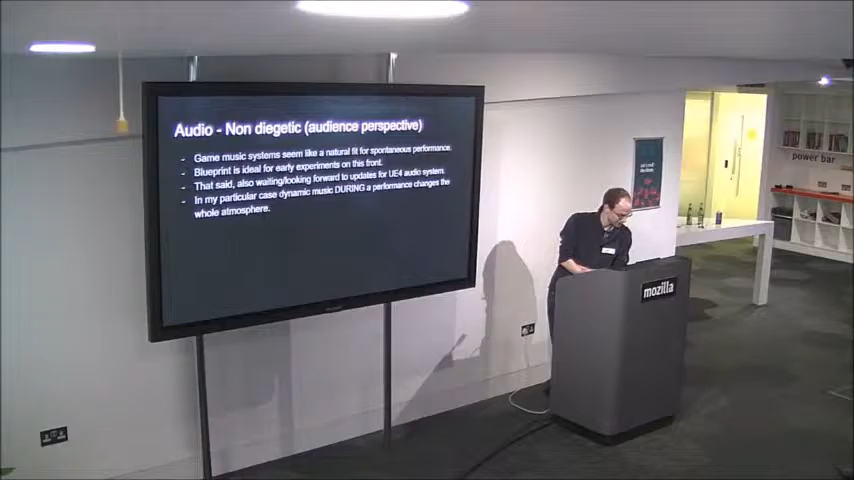 Audio - Non diegetic (audience perspective)
- Game music systems seem like a natural fit for spontaneous performance.
- Blueprint is ideal for early experiments on this front.
- That said, also waiting/looking forward to updates for UE4 audio system.
- In my particular case dynamic music DURING a performance changes the
whole atmosphere.
power bar
mozilla